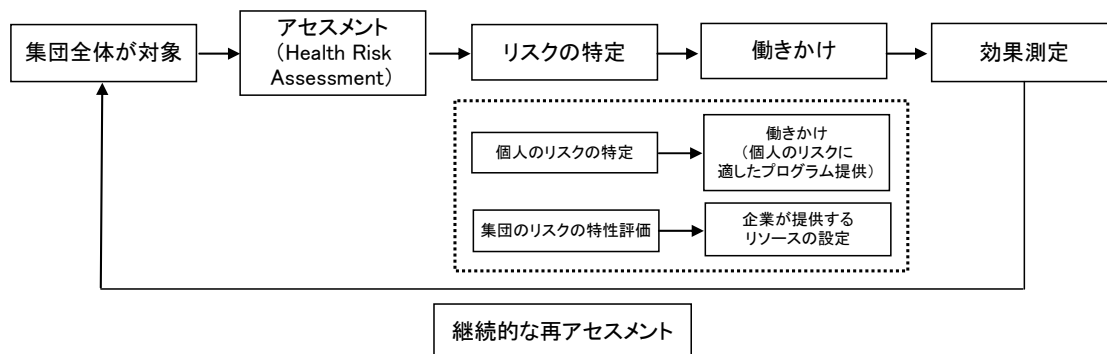 集団全体が対象
アセスメント
（Health Risk
Assessment）
リスクの特定
働きかけ
効果測定
個人のリスクの特定
働きかけ
（個人のリスクに
適したプログラム提供）
集団のリスクの特性評価
企業が提供する
リソースの設定
継続的な再アセスメント